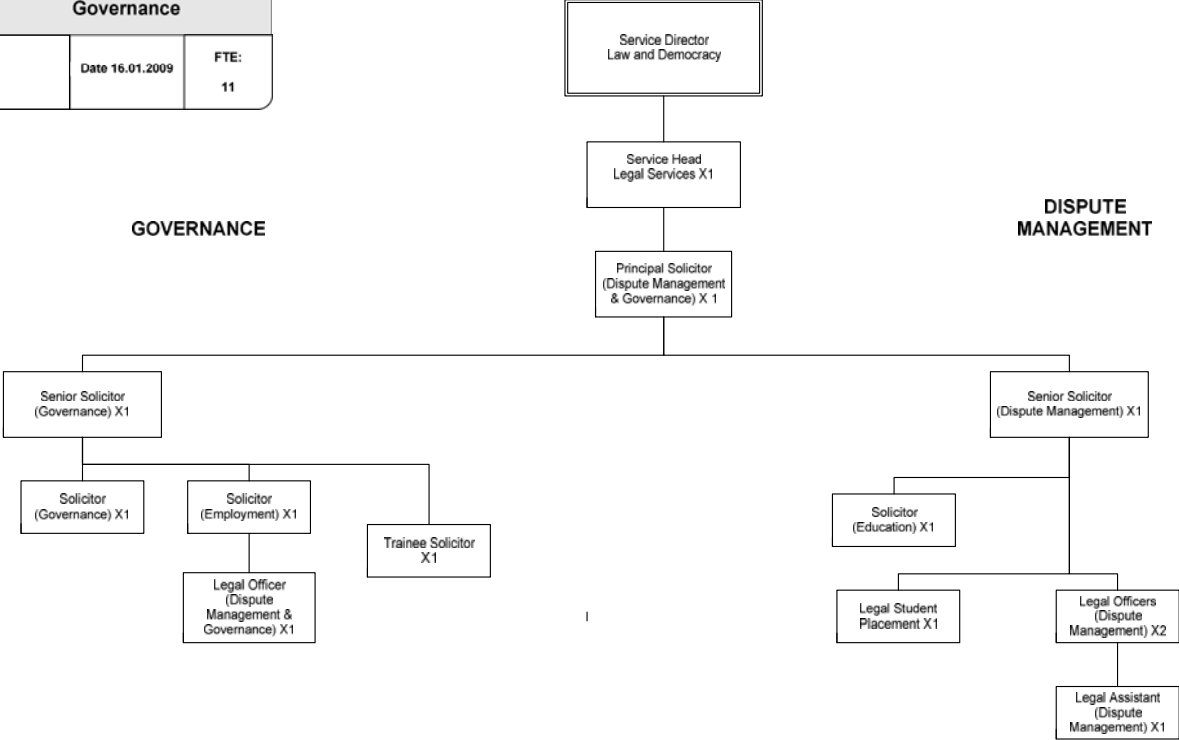 Governance
Date 16.01.2009
FTE:
11
Service Director
Law and Democracy
Service Head
Legal Services X1
GOVERNANCE
DISPUTE
MANAGEMENT
Principal Solicitor
(Dispute Management
& Governance) X 1
Senior Solicitor
(Governance) X1
Senior Solicitor
(Dispute Management) X1
Solicitor
(Governance) X1
Solicitor
(Employment) X1
Trainee Solicitor
X1
Solicitor
(Education) X1
Legal Officer
(Dispute
Management &
Governance) X1
Legal Student
Placement X1
Legal Officers
(Dispute
Management) X2
Legal Assistant
(Dispute
Management) X1